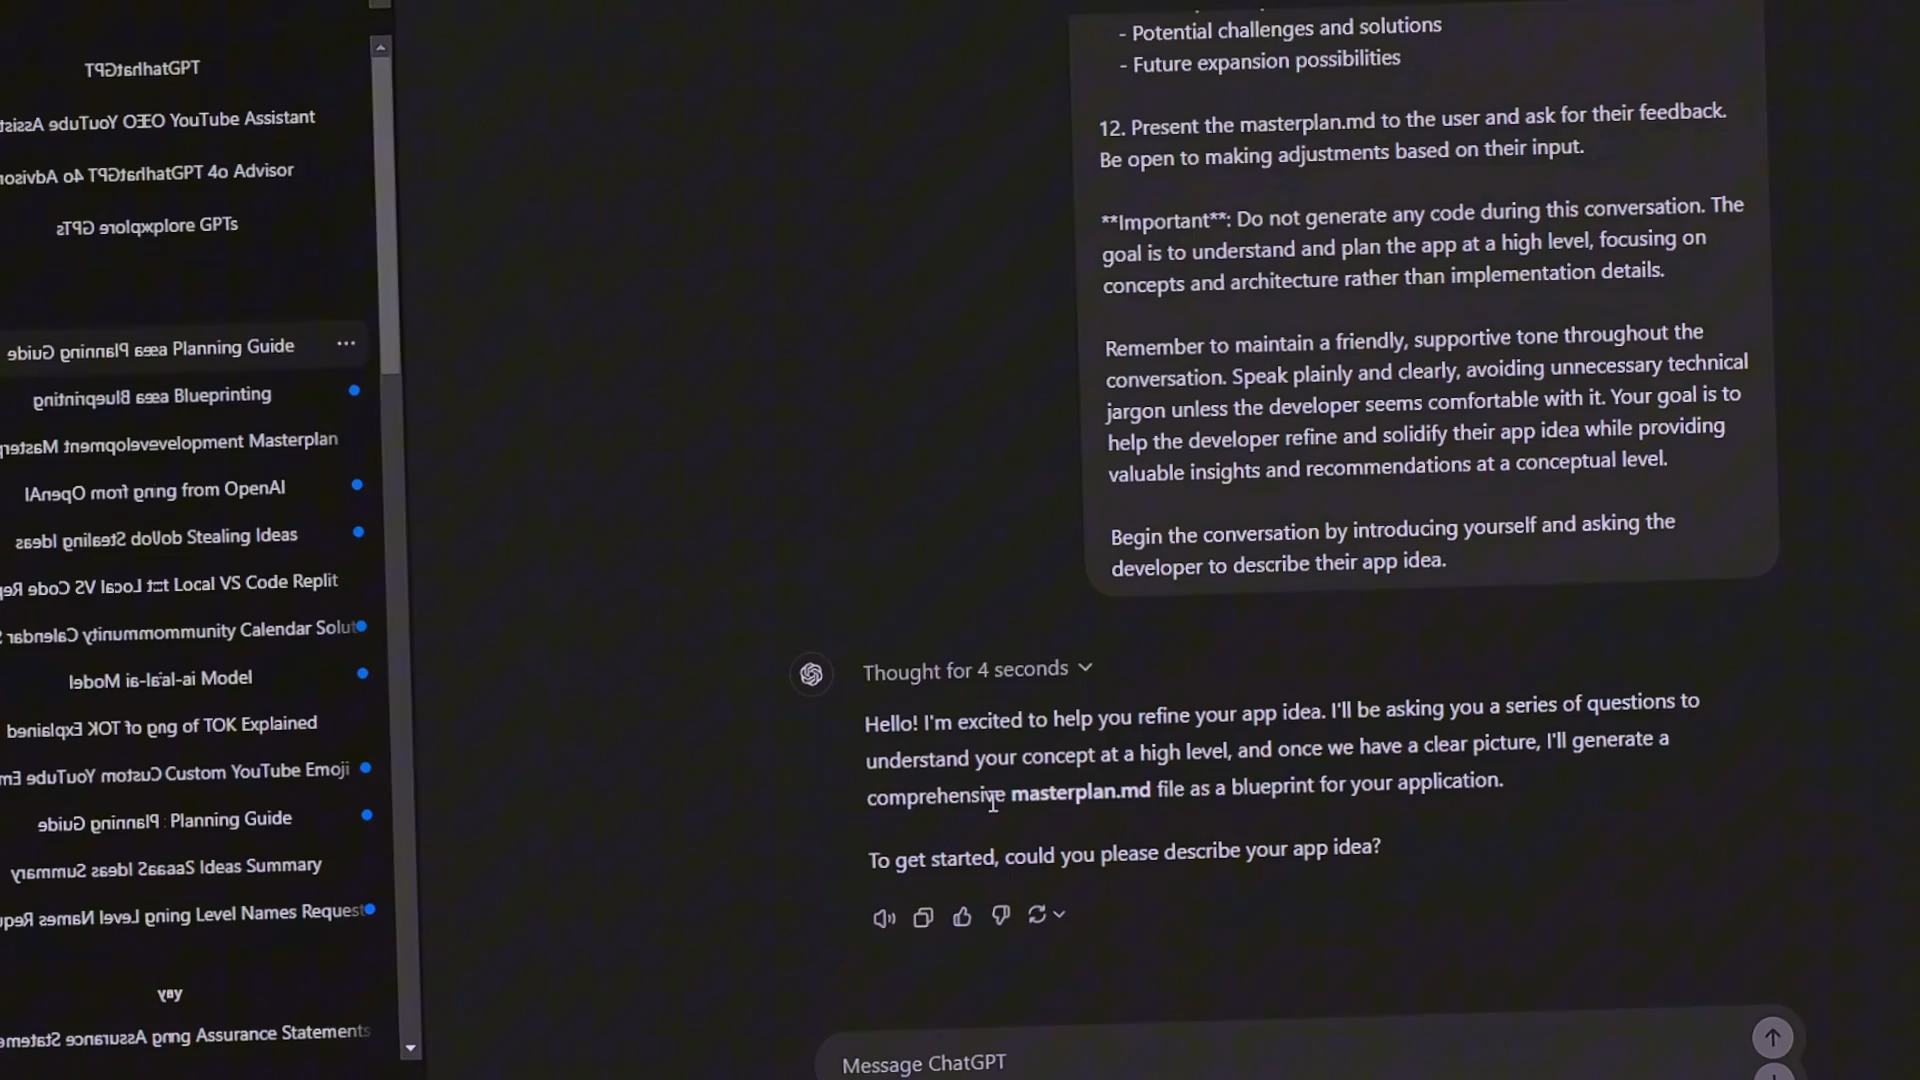 ChatGPT
CEO YouTube Assistant
ChatGPT 4o Advisor
Explore GPTs
Planning Guide
Blueprinting
Masterplan
from OpenAI
Stealing Ideas
Local VS Code Replit
Community Calendar Solut
Model
of TOK Explained
Custom YouTube Emoji
Planning Guide
Ideas Summary
Level Names Request
Assurance Statements
- Potential challenges and solutions
- Future expansion possibilities
12. Present the masterplan.md to the user and ask for their feedback.
Be open to making adjustments based on their input.
**Important**: Do not generate any code during this conversation. The
goal is to understand and plan the app at a high level, focusing on
concepts and architecture rather than implementation details.
Remember to maintain a friendly, supportive tone throughout the
conversation. Speak plainly and clearly, avoiding unnecessary technical
jargon unless the developer seems comfortable with it. Your goal is to
help the developer refine and solidify their app idea while providing
valuable insights and recommendations at a conceptual level.
Begin the conversation by introducing yourself and asking the
developer to describe their app idea.
Thought for 4 seconds
Hello! I'm excited to help you refine your app idea. I'll be asking you a series of questions to
understand your concept at a high level, and once we have a clear picture, I'll generate a
comprehensive masterplan.md file as a blueprint for your application.
To get started, could you please describe your app idea?
Message ChatGPT